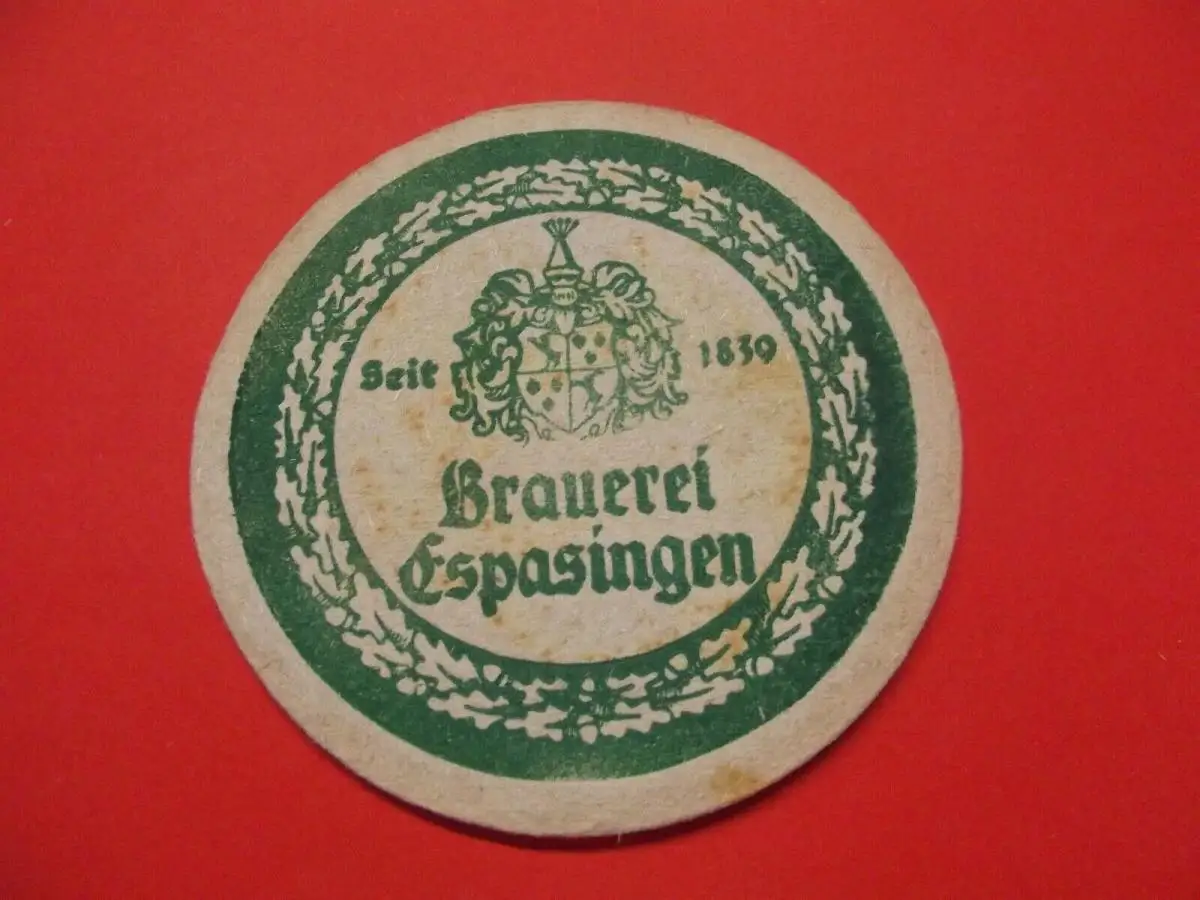 Seit 1839
Brauerei
Espasingen